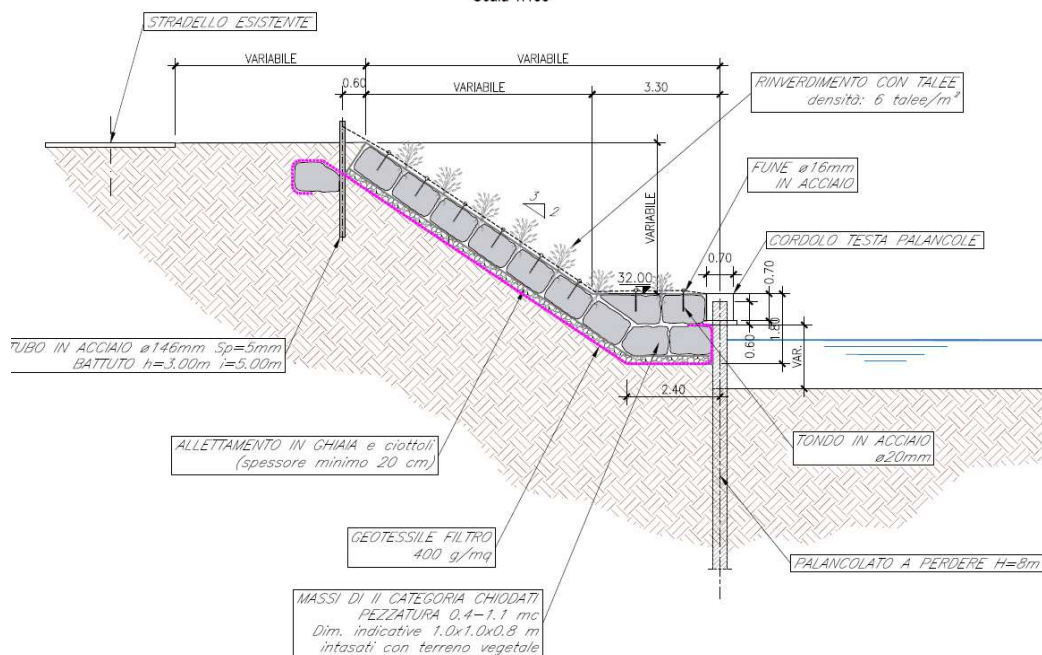 STRADELLO ESISTENTE
VARIABILE
VARIABILE
0.60
VARIABILE
3.30
RINVERDIMENTO CON TALEE
densità: 6 talee/m²
FUNE ø16mm
IN ACCIAIO
3
2
VARIABILE
CORDOLO TESTA PALANCOLE
32.00
0.70
0.70
1.80
0.60
VAR.
TUBO IN ACCIAIO ø146mm Sp=5mm
BATTUTO h=3.00m i=5.00m
2.40
ALLETTAMENTO IN GHIAIA e ciottoli
(spessore minimo 20 cm)
TONDO IN ACCIAIO
ø20mm
GEOTESSILE FILTRO
400 g/mq
PALANCOLATO A PERDERE H=8m
MASSI DI II CATEGORIA CHIODATI
PEZZATURA 0.4-1.1 mc
Dim. indicative 1.0x1.0x0.8 m
intasati con terreno vegetale